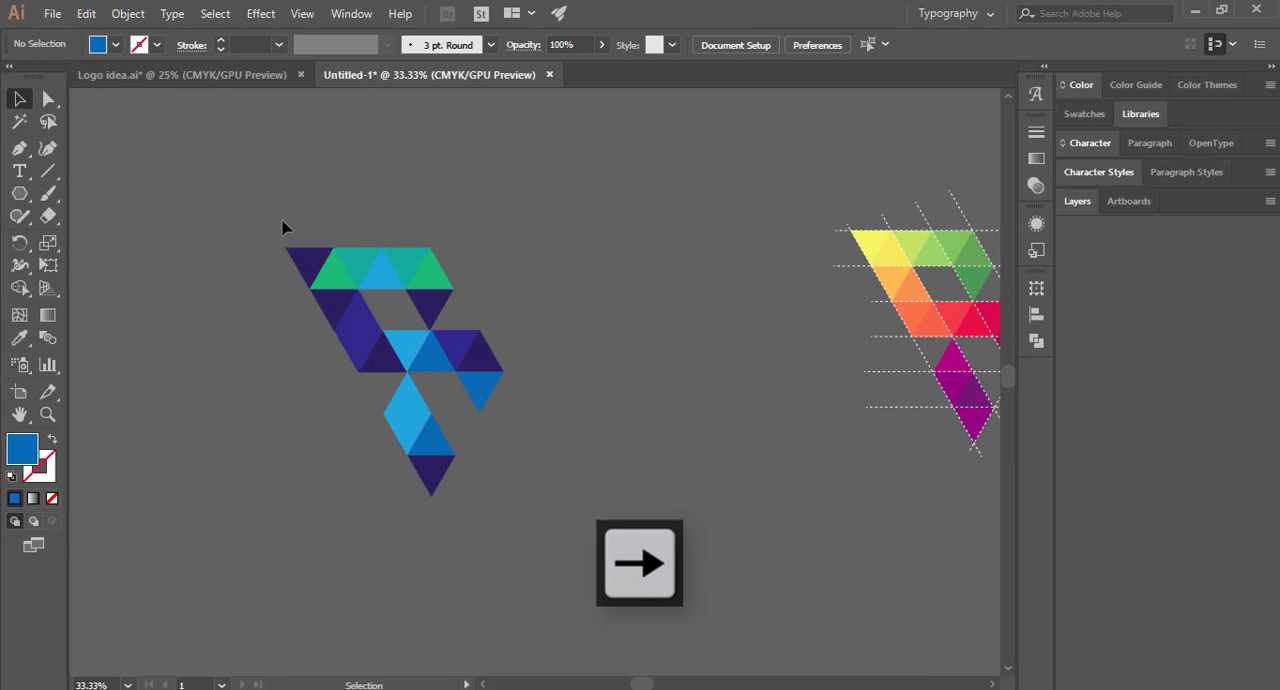 Ai File Edit Object Type Select Effect View Window Help Br St Typography Search Adobe Help
No Selection Stroke: 3 pt. Round Opacity: 100% Style: Document Setup Preferences
Logo idea.ai* @ 25% (CMYK/GPU Preview) × Untitled-1* @ 33.33% (CMYK/GPU Preview) ×
Color Color Guide Color Themes
Swatches Libraries
Character Paragraph OpenType
Character Styles Paragraph Styles
Layers Artboards
33.33% 1 Selection